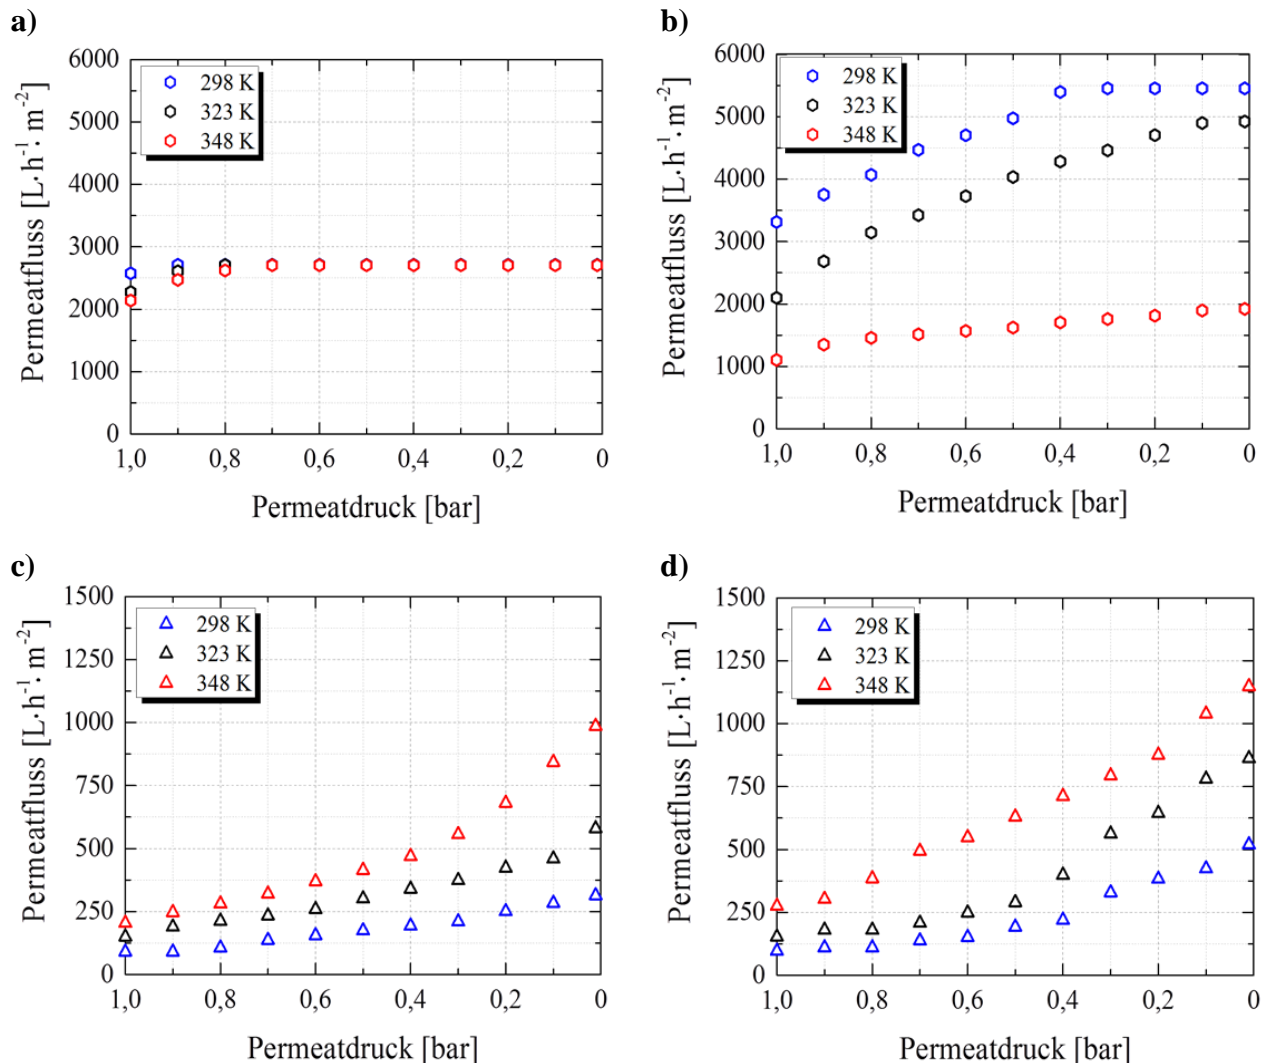 a)
6000
5000
4000
3000
2000
1000
0
Permeatfluss [L·h⁻¹·m⁻²]
298 K
323 K
348 K
1,0 0,8 0,6 0,4 0,2 0
Permeatdruck [bar]
b)
6000
5000
4000
3000
2000
1000
0
Permeatfluss [L·h⁻¹·m⁻²]
298 K
323 K
348 K
1,0 0,8 0,6 0,4 0,2 0
Permeatdruck [bar]
c)
1500
1250
1000
750
500
250
0
Permeatfluss [L·h⁻¹·m⁻²]
298 K
323 K
348 K
1,0 0,8 0,6 0,4 0,2 0
Permeatdruck [bar]
d)
1500
1250
1000
750
500
250
0
Permeatfluss [L·h⁻¹·m⁻²]
298 K
323 K
348 K
1,0 0,8 0,6 0,4 0,2 0
Permeatdruck [bar]